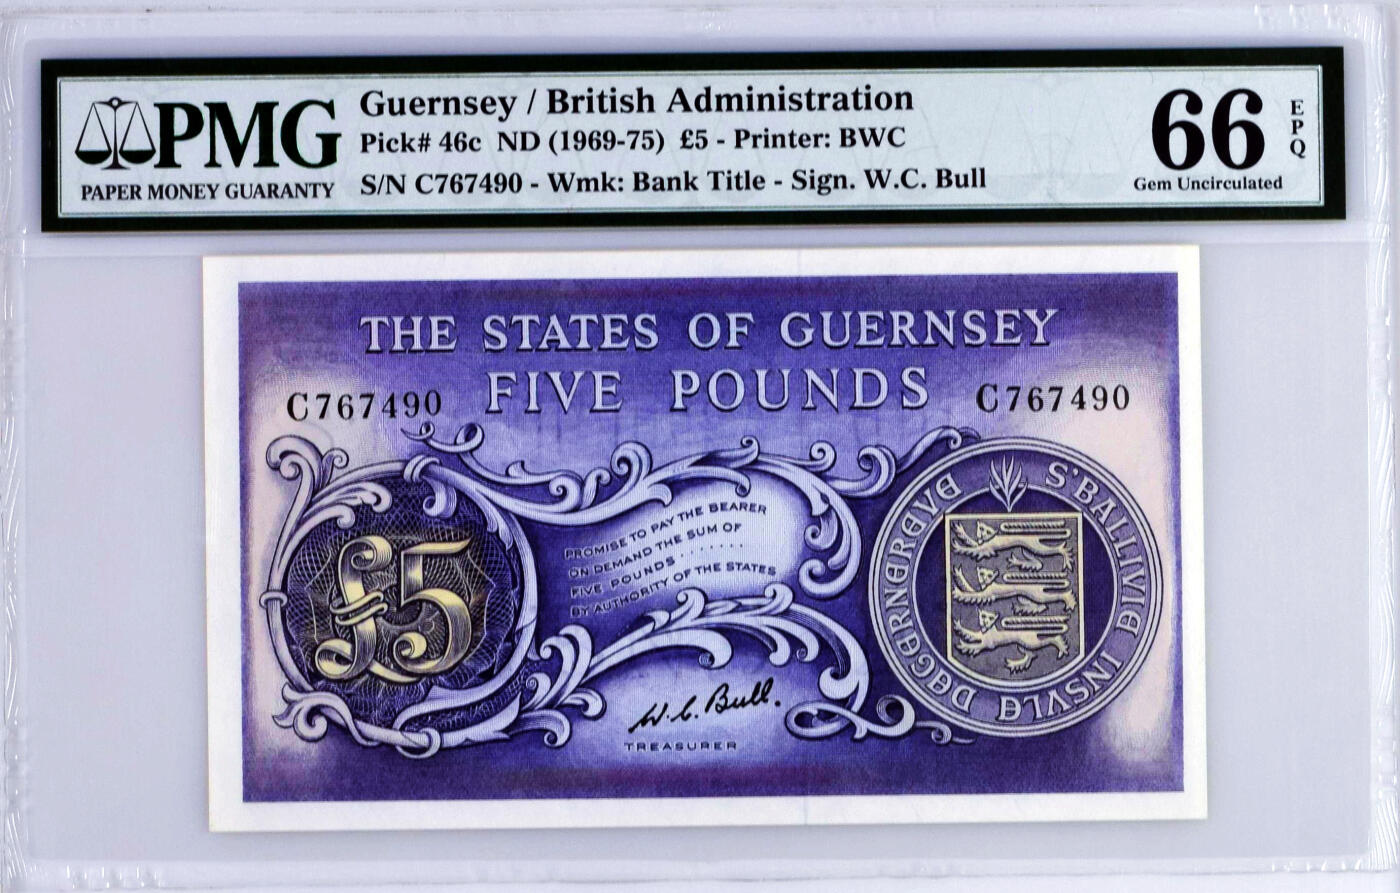 PMG
PAPER MONEY GUARANTY
Guernsey / British Administration
Pick# 46c ND (1969-75) £5 - Printer: BWC
S/N C767490 - Wmk: Bank Title - Sign. W.C. Bull
66
EPQ
Gem Uncirculated
THE STATES OF GUERNSEY
FIVE POUNDS
C767490
C767490
£5
PROMISE TO PAY THE BEARER
ON DEMAND THE SUM OF
FIVE POUNDS . . . . . . .
BY AUTHORITY OF THE STATES
W. C. Bull.
TREASURER
S'BALLIVIE INSVLE DEGERNEREVE